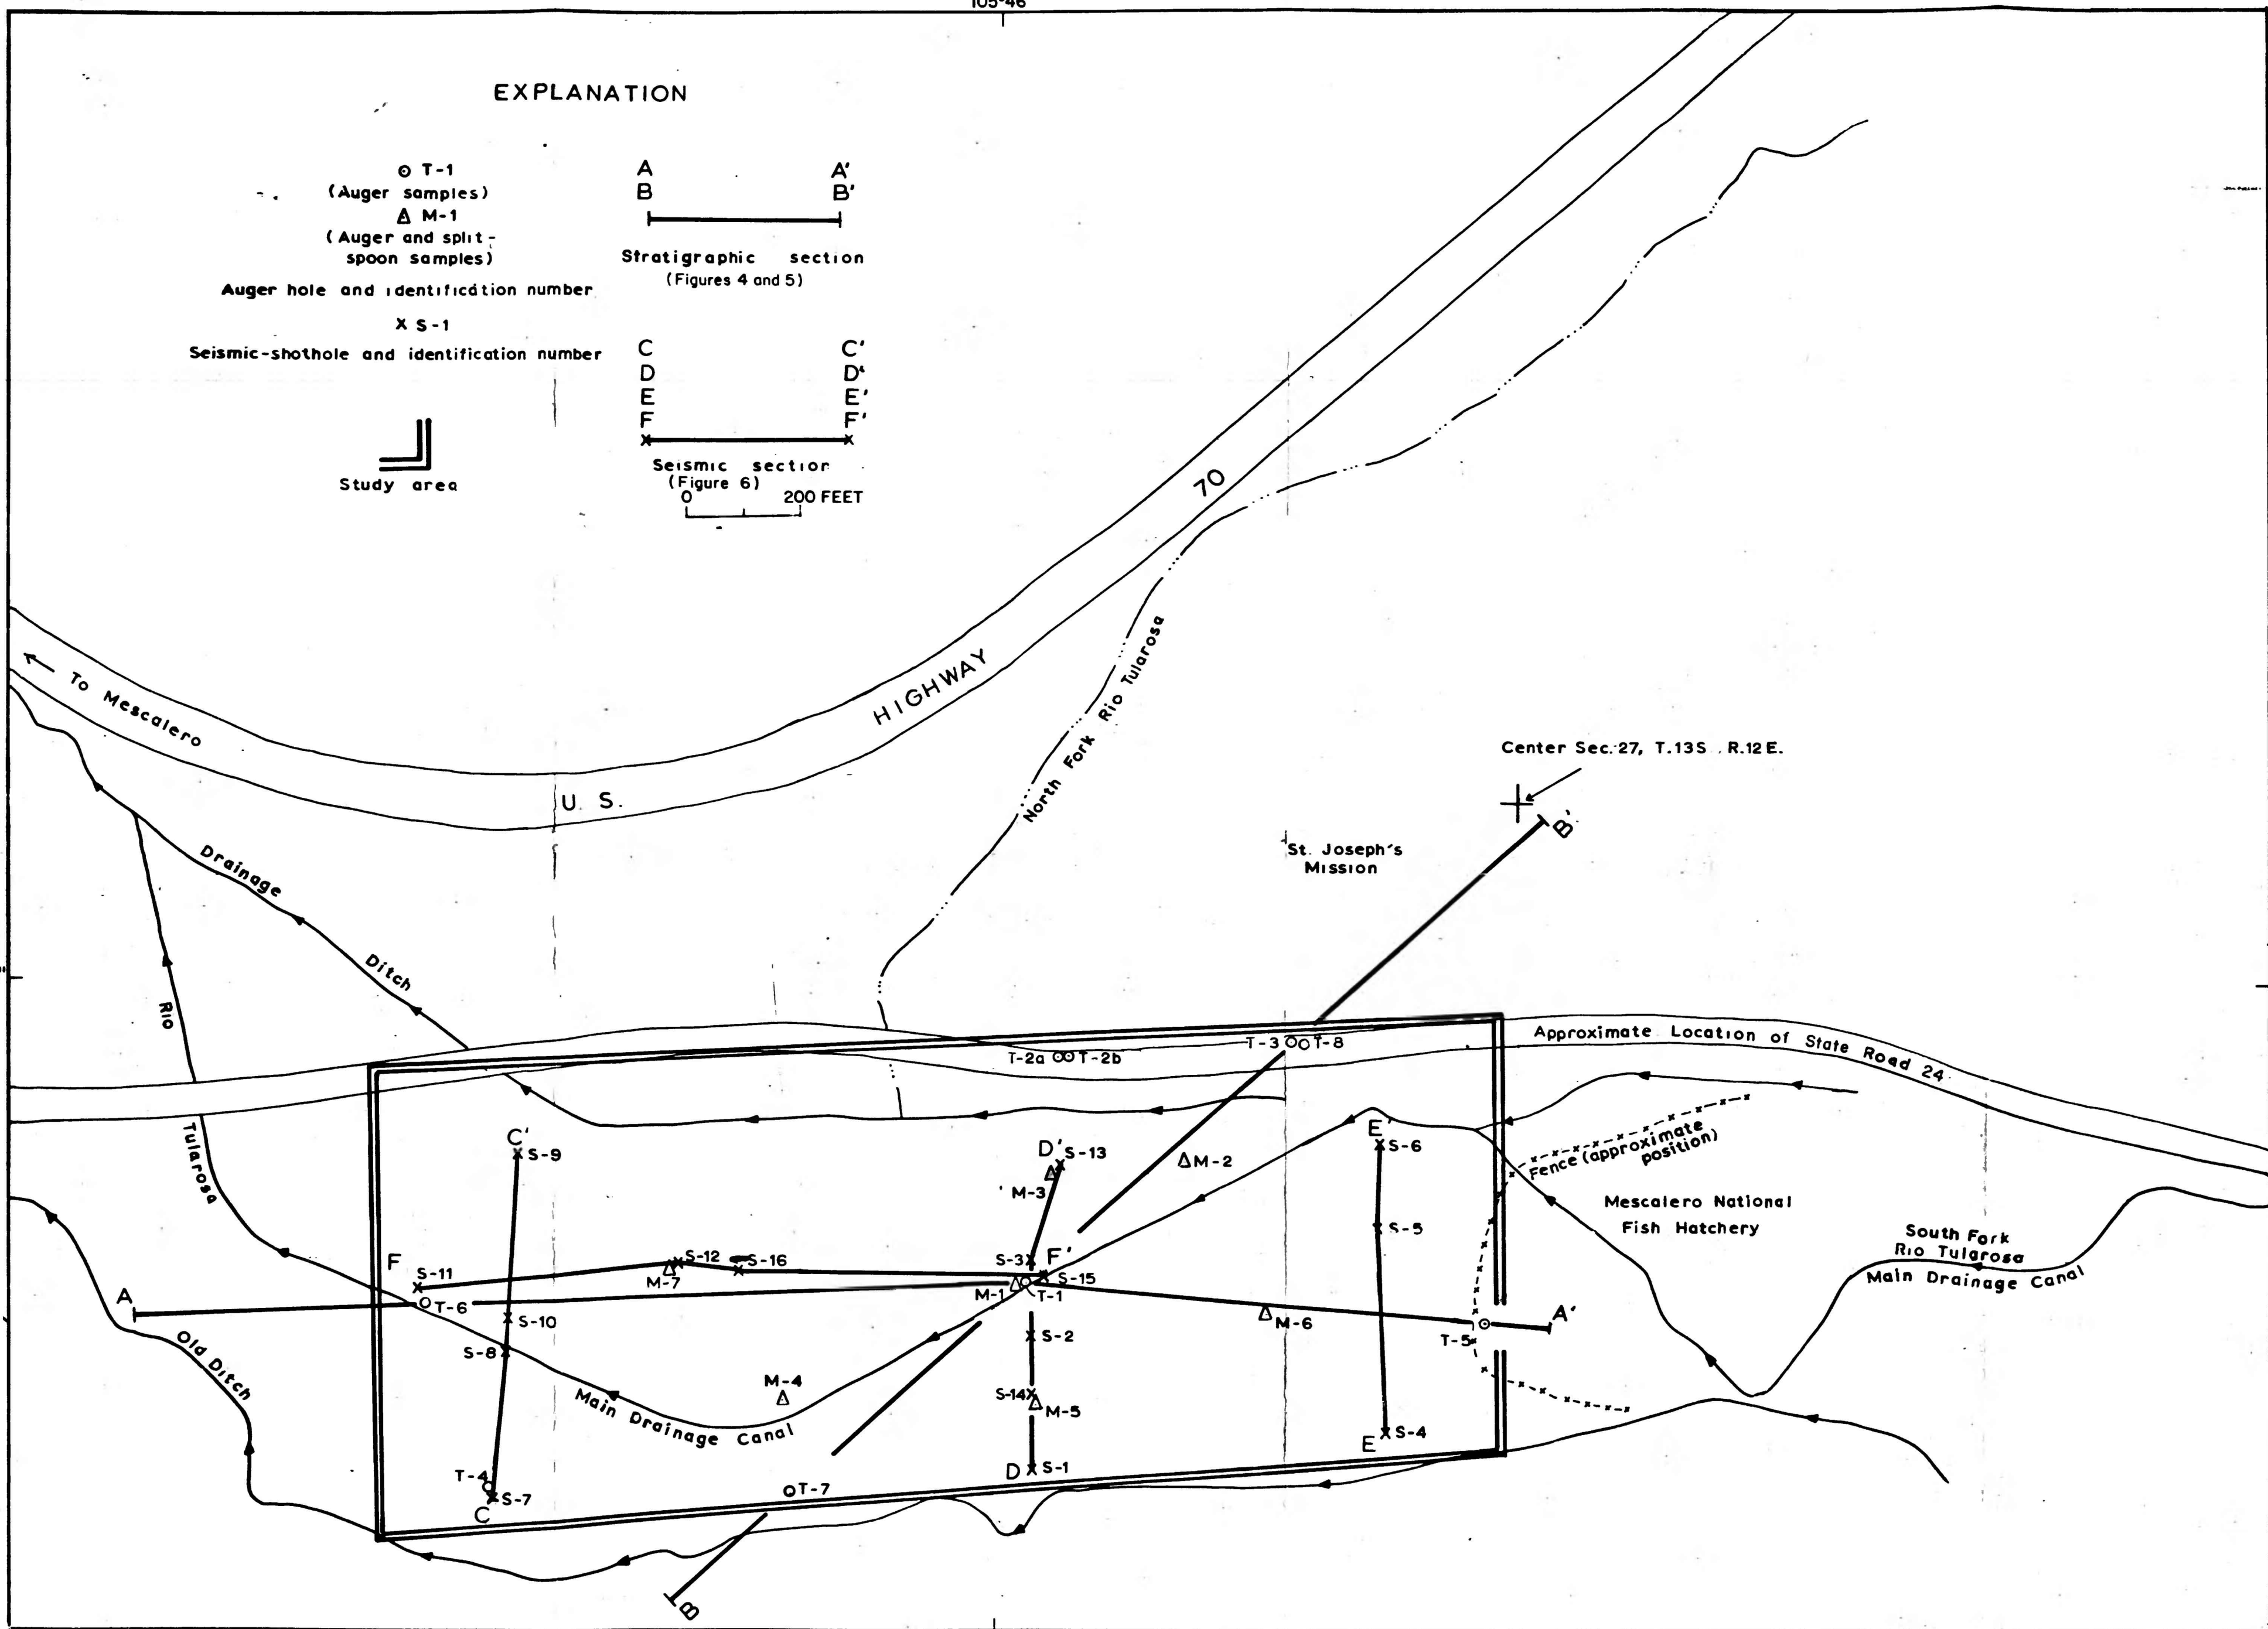 105°46'
EXPLANATION
T-1
(Auger samples)
M-1
(Auger and split-
spoon samples)
Auger hole and identification number
X S-1
Seismic-shothole and identification number
Study area
A A'
B B'
Stratigraphic section
(Figures 4 and 5)
C C'
D D'
E E'
F F'
Seismic section
(Figure 6)
0 200 FEET
70
HIGHWAY
U. S.
← To Mescalero
North Fork Rio Tularosa
Center Sec. 27, T.13S., R.12E.
B'
St. Joseph's
Mission
Drainage
Ditch
Rio
Tularosa
Approximate Location of State Road 24
T-2a T-2b
T-3 T-8
Fence (approximate
position)
Mescalero National
Fish Hatchery
South Fork
Rio Tularosa
Main Drainage Canal
C'
S-9
D'
S-13
M-3
M-2
E'
S-6
S-5
F
S-11
S-12
M-7
S-16
S-3
F'
S-15
M-1
T-1
A
T-6
S-10
S-8
S-2
M-6
T-5
A'
Old Ditch
M-4
Main Drainage Canal
S-14
M-5
E
S-4
D
S-1
T-4
S-7
C
T-7
B